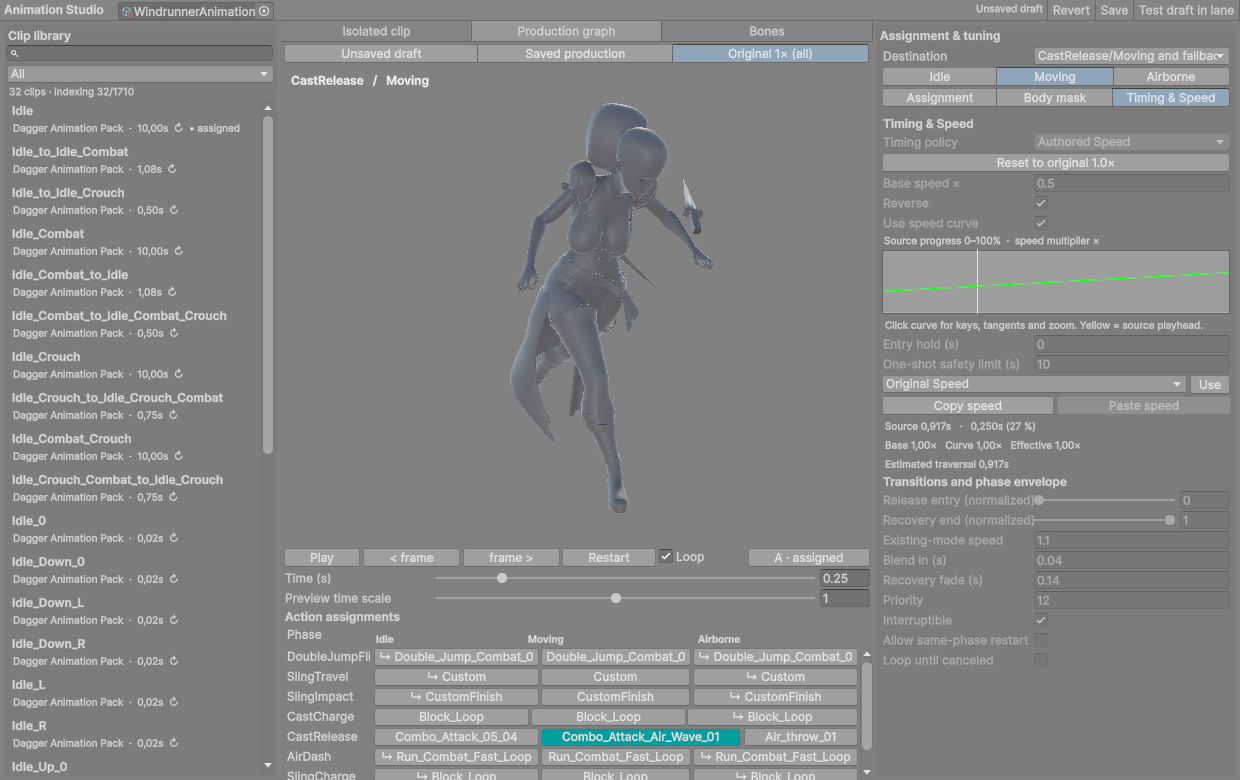 Animation Studio
WindrunnerAnimation
Unsaved draft
Revert
Save
Test draft in lane
Clip library
All
32 clips · indexing 32/1710
Idle
Dagger Animation Pack · 10,00s • assigned
Idle_to_Idle_Combat
Dagger Animation Pack · 1,08s
Idle_to_Idle_Crouch
Dagger Animation Pack · 0,50s
Idle_Combat
Dagger Animation Pack · 10,00s
Idle_Combat_to_Idle
Dagger Animation Pack · 1,08s
Idle_Combat_to_Idle_Combat_Crouch
Dagger Animation Pack · 0,50s
Idle_Crouch
Dagger Animation Pack · 10,00s
Idle_Crouch_to_Idle_Crouch_Combat
Dagger Animation Pack · 0,75s
Idle_Combat_Crouch
Dagger Animation Pack · 10,00s
Idle_Crouch_Combat_to_Idle_Crouch
Dagger Animation Pack · 0,75s
Idle_0
Dagger Animation Pack · 0,02s
Idle_Down_0
Dagger Animation Pack · 0,02s
Idle_Down_L
Dagger Animation Pack · 0,02s
Idle_Down_R
Dagger Animation Pack · 0,02s
Idle_L
Dagger Animation Pack · 0,02s
Idle_R
Dagger Animation Pack · 0,02s
Idle_Up_0
Isolated clip
Production graph
Bones
Unsaved draft
Saved production
Original 1× (all)
CastRelease / Moving
Play
< frame
frame >
Restart
Loop
A · assigned
Time (s)
0.25
Preview time scale
1
Action assignments
Phase
Idle
Moving
Airborne
DoubleJumpFli
↪ Double_Jump_Combat_0
Double_Jump_Combat_0
↪ Double_Jump_Combat_0
SlingTravel
↪ Custom
Custom
↪ Custom
SlingImpact
↪ CustomFinish
CustomFinish
↪ CustomFinish
CastCharge
Block_Loop
Block_Loop
↪ Block_Loop
CastRelease
Combo_Attack_05_04
Combo_Attack_Air_Wave_01
Air_throw_01
AirDash
↪ Run_Combat_Fast_Loop
Run_Combat_Fast_Loop
↪ Run_Combat_Fast_Loop
SlingCharge
↪ Block_Loop
Block_Loop
↪ Block_Loop
Assignment & tuning
Destination
CastRelease/Moving and fallbac
Idle
Moving
Airborne
Assignment
Body mask
Timing & Speed
Timing & Speed
Timing policy
Authored Speed
Reset to original 1.0×
Base speed ×
0.5
Reverse
Use speed curve
Source progress 0–100% · speed multiplier ×
Click curve for keys, tangents and zoom. Yellow = source playhead.
Entry hold (s)
0
One-shot safety limit (s)
10
Original Speed
Use
Copy speed
Paste speed
Source 0,917s · 0,250s (27 %)
Base 1,00× Curve 1,00× Effective 1,00×
Estimated traversal 0,917s
Transitions and phase envelope
Release entry (normalized)
0
Recovery end (normalized)
1
Existing-mode speed
1.1
Blend in (s)
0.04
Recovery fade (s)
0.14
Priority
12
Interruptible
Allow same-phase restart
Loop until canceled